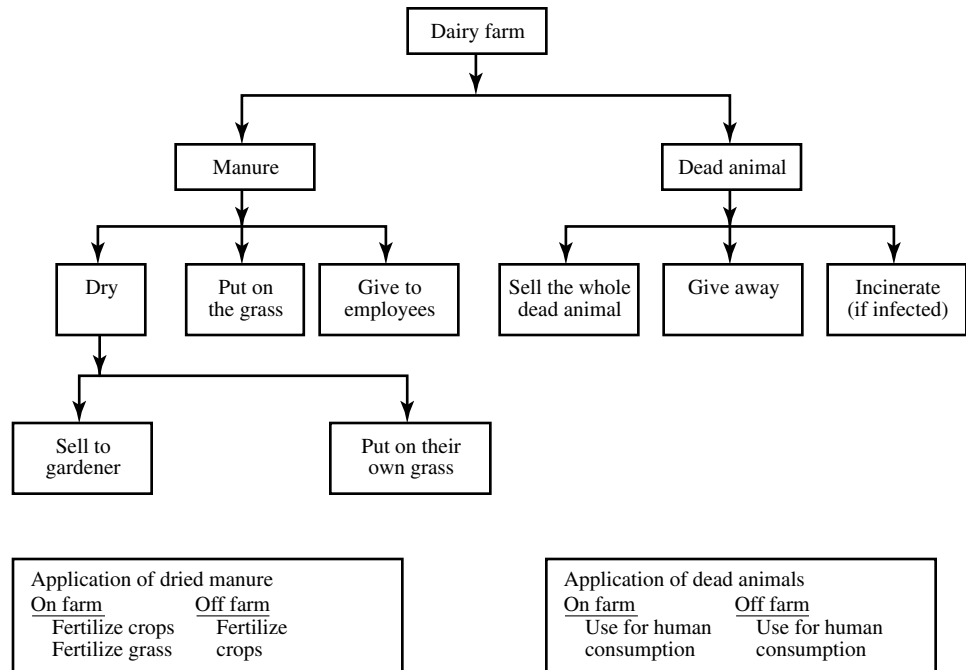 Dairy farm
Manure
Dead animal
Dry
Put on
the grass
Give to
employees
Sell the whole
dead animal
Give away
Incinerate
(if infected)
Sell to
gardener
Put on their
own grass
Application of dried manure
On farm Off farm
Fertilize crops Fertilize
Fertilize grass crops
Application of dead animals
On farm Off farm
Use for human Use for human
consumption consumption